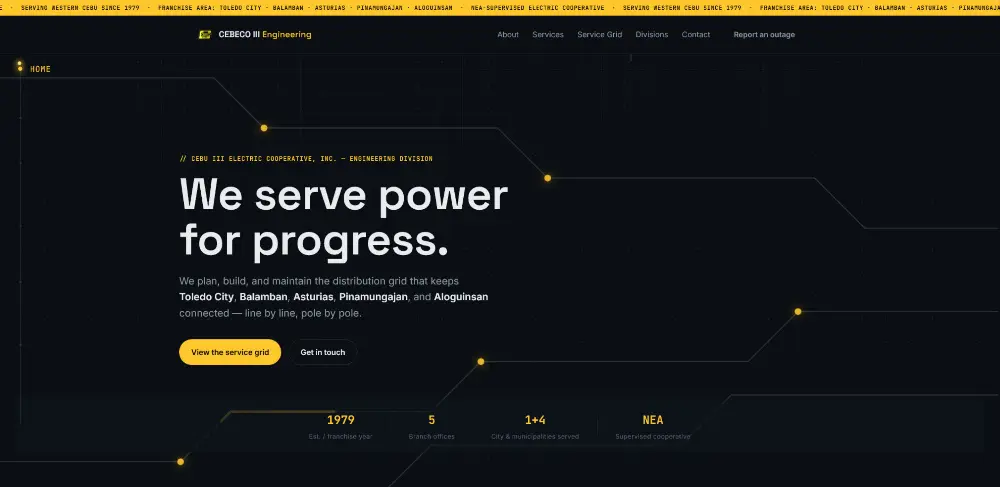 · SERVING WESTERN CEBU SINCE 1979 · FRANCHISE AREA: TOLEDO CITY · BALAMBAN · ASTURIAS · PINAMUNGAJAN · ALOGUINSAN · NEA-SUPERVISED ELECTRIC COOPERATIVE · SERVING WESTERN CEBU SINCE 1979 · FRANCHISE AREA: TOLEDO CITY · BALAMBAN · ASTURIAS ·
CEBECO III Engineering
About Services Service Grid Divisions Contact Report an outage
HOME
// CEBU III ELECTRIC COOPERATIVE, INC. — ENGINEERING DIVISION
We serve power
for progress.
We plan, build, and maintain the distribution grid that keeps
Toledo City, Balamban, Asturias, Pinamungajan, and Aloguinsan
connected — line by line, pole by pole.
View the service grid Get in touch
1979 5 1+4 NEA
Est. / franchise year Branch offices City & municipalities served Supervised cooperative